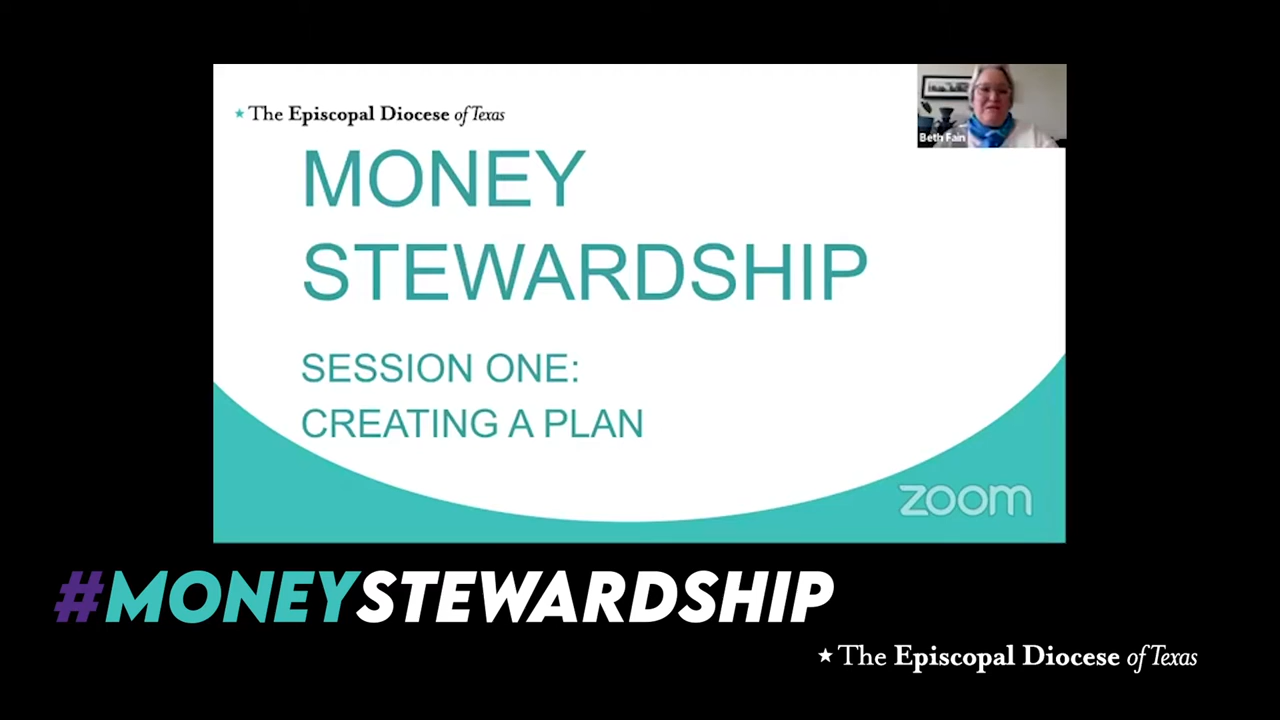 ★ The Episcopal Diocese of Texas
Beth Fain
MONEY
STEWARDSHIP
SESSION ONE:
CREATING A PLAN
zoom
#MONEYSTEWARDSHIP
★ The Episcopal Diocese of Texas